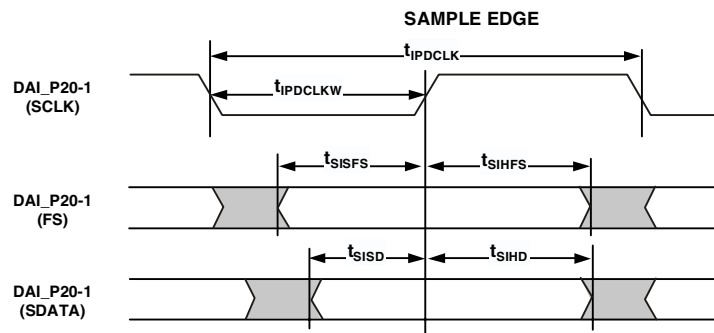 SAMPLE EDGE
tIPDCLK
DAI_P20-1
(SCLK)
tIPDCLKW
tSISFS
tSIHFS
DAI_P20-1
(FS)
tSISD
tSIHD
DAI_P20-1
(SDATA)